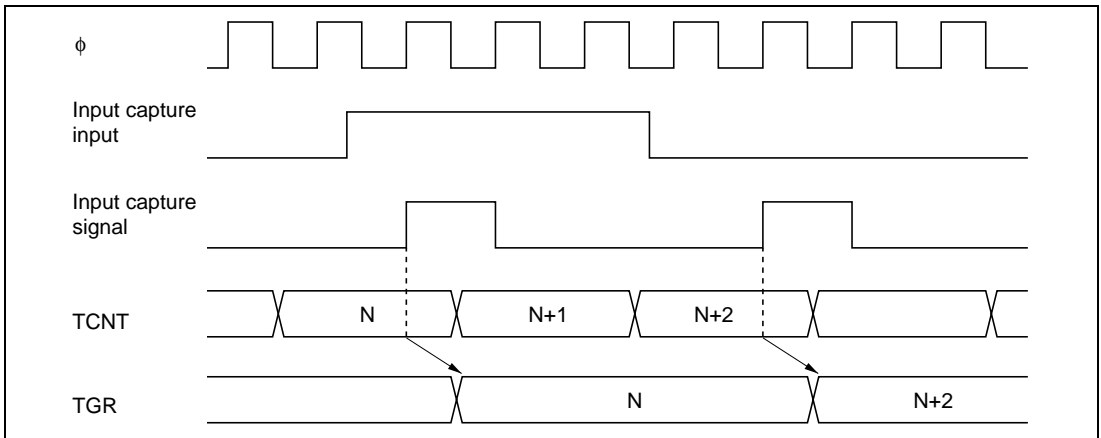 ϕ
Input capture
input
Input capture
signal
TCNT
N
N+1
N+2
TGR
N
N+2